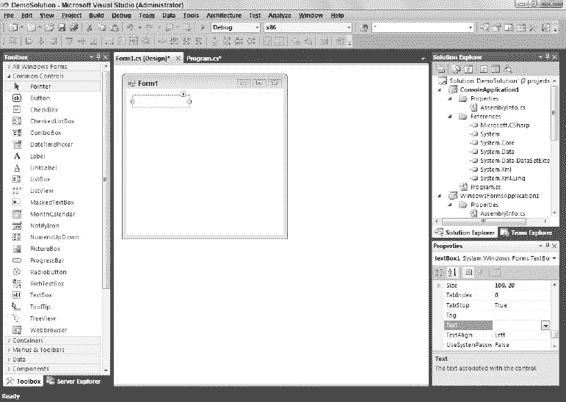 DemoSolution - Microsoft Visual Studio (Administrator)
File Edit View Project Build Debug Team Data Tools Architecture Test Analyze Window Help
Debug x86
Toolbox
All Windows Forms
Common Controls
Pointer
Button
CheckBox
CheckedListBox
ComboBox
DateTimePicker
Label
LinkLabel
ListBox
ListView
MaskedTextBox
MonthCalendar
NotifyIcon
NumericUpDown
PictureBox
ProgressBar
RadioButton
RichTextBox
TextBox
ToolTip
TreeView
WebBrowser
Containers
Menus & Toolbars
Data
Components
Toolbox Server Explorer
Form1.cs [Design]* Program.cs*
Form1
Solution Explorer
Solution 'DemoSolution' (2 projects
ConsoleApplication1
Properties
AssemblyInfo.cs
References
Microsoft.CSharp
System
System.Core
System.Data
System.Data.DataSetExte
System.Xml
System.Xml.Linq
Program.cs
WindowsFormsApplication1
Properties
AssemblyInfo.cs
Solution Explorer Team Explorer
Properties
textBox1 System.Windows.Forms.TextBo
Size 100, 20
TabIndex 0
TabStop True
Tag
Text
TextAlign Left
UseSystemPassw False
Text
The text associated with the control.
Ready